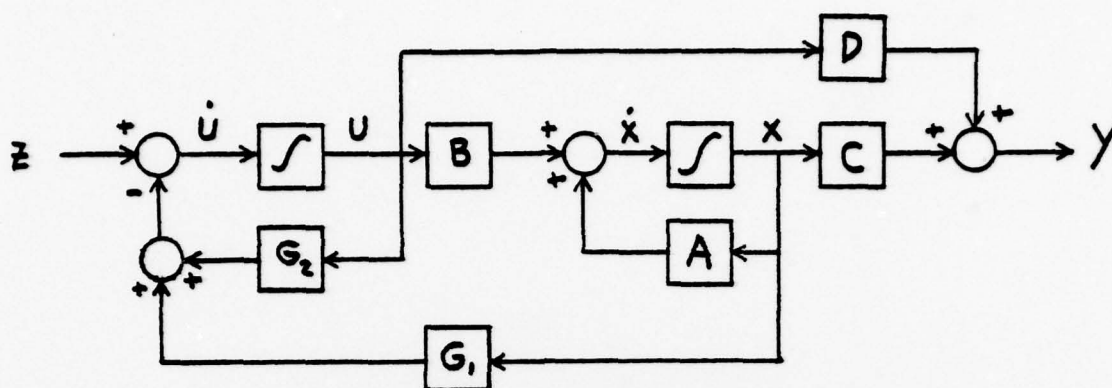 D
+
z + U̇ ∫ U B + Ẋ ∫ X C + y
- +
G₂ A
+ +
G₁